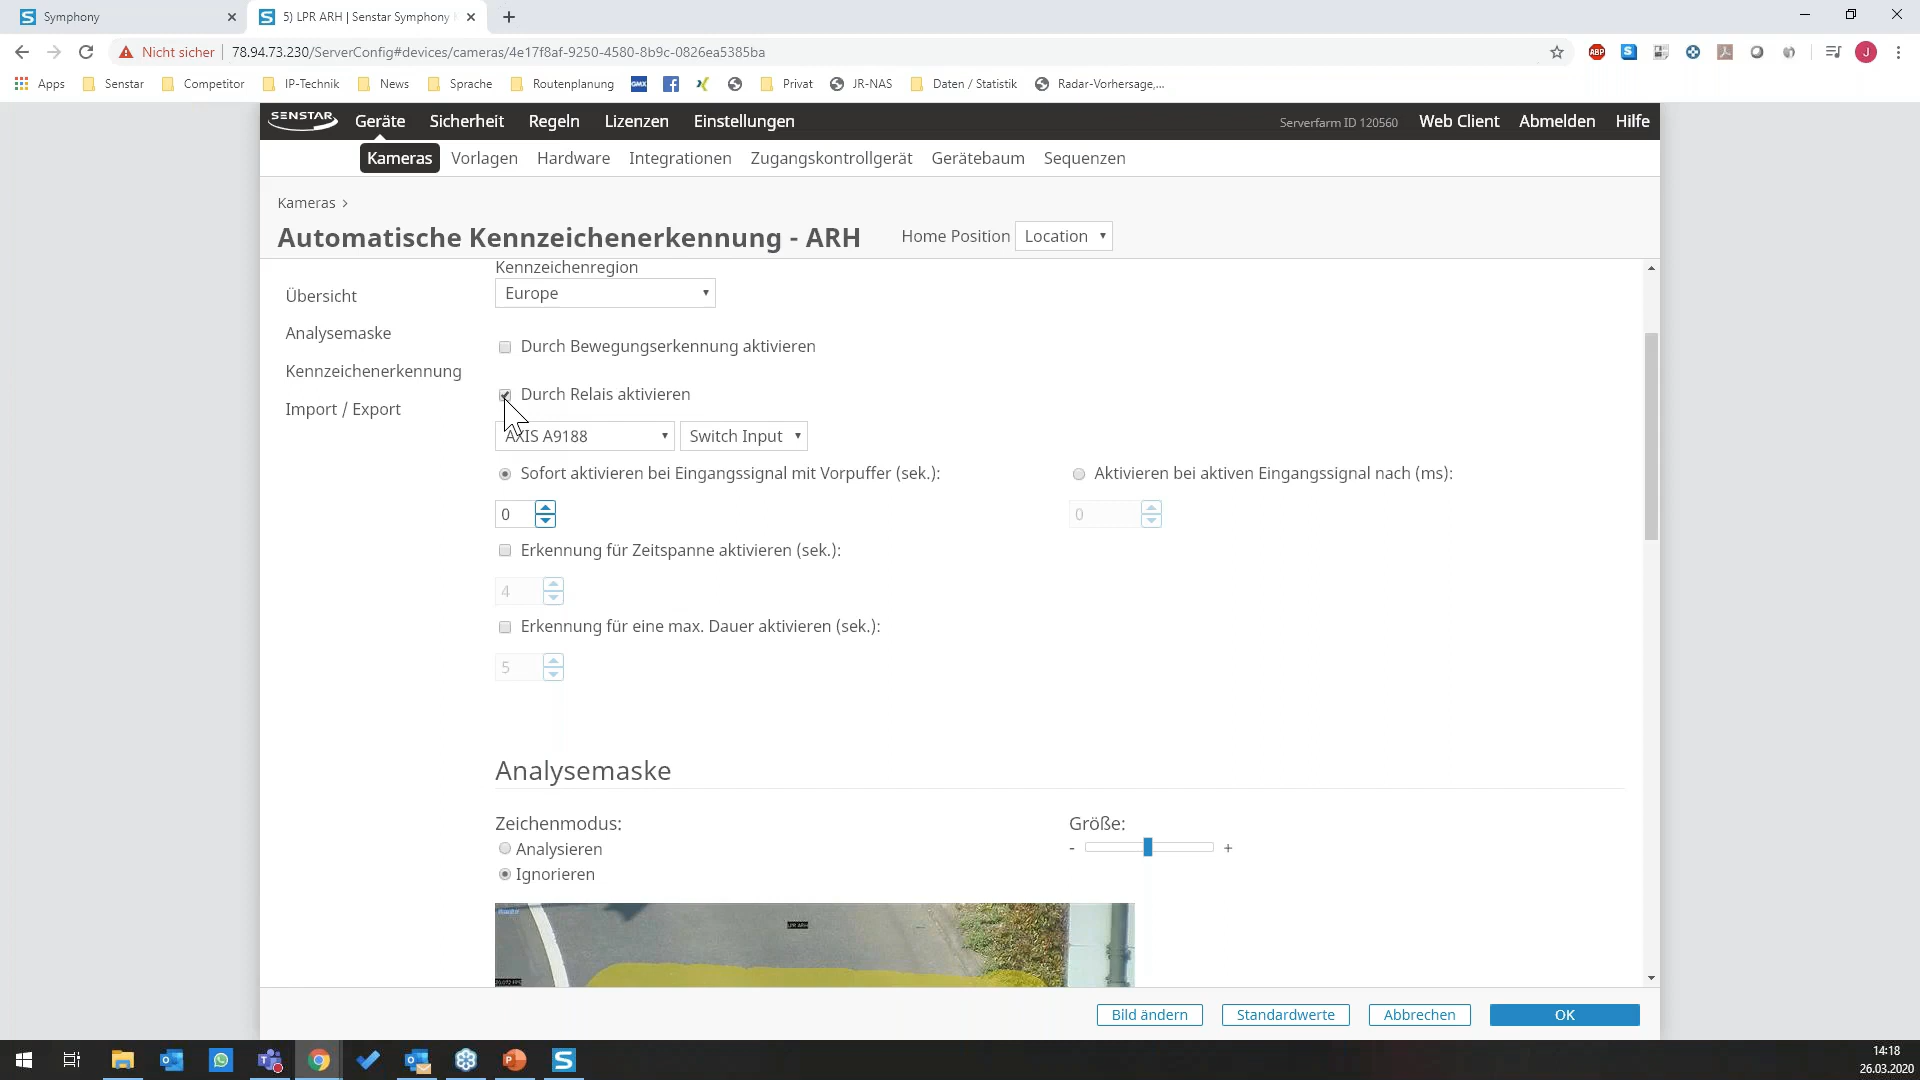 Symphony
5) LPR ARH | Senstar Symphony
Nicht sicher
78.94.73.230/ServerConfig#devices/cameras/4e17f8af-9250-4580-8b9c-0826ea5385ba
ABP
S
J
Apps
Senstar
Competitor
IP-Technik
News
Sprache
Routenplanung
GMX
Privat
JR-NAS
Daten / Statistik
Radar-Vorhersage,...
SENSTAR
Geräte
Sicherheit
Regeln
Lizenzen
Einstellungen
Serverfarm ID 120560
Web Client
Abmelden
Hilfe
Kameras
Vorlagen
Hardware
Integrationen
Zugangskontrollgerät
Gerätebaum
Sequenzen
Kameras >
Automatische Kennzeichenerkennung - ARH
Home Position
Location
Übersicht
Analysemaske
Kennzeichenerkennung
Import / Export
Kennzeichenregion
Europe
Durch Bewegungserkennung aktivieren
Durch Relais aktivieren
AXIS A9188
Switch Input
Sofort aktivieren bei Eingangssignal mit Vorpuffer (sek.):
Aktivieren bei aktiven Eingangssignal nach (ms):
0
0
Erkennung für Zeitspanne aktivieren (sek.):
4
Erkennung für eine max. Dauer aktivieren (sek.):
5
Analysemaske
Zeichenmodus:
Größe:
Analysieren
- +
Ignorieren
LPR ARH
Bild ändern
Standardwerte
Abbrechen
OK
14:18
26.03.2020